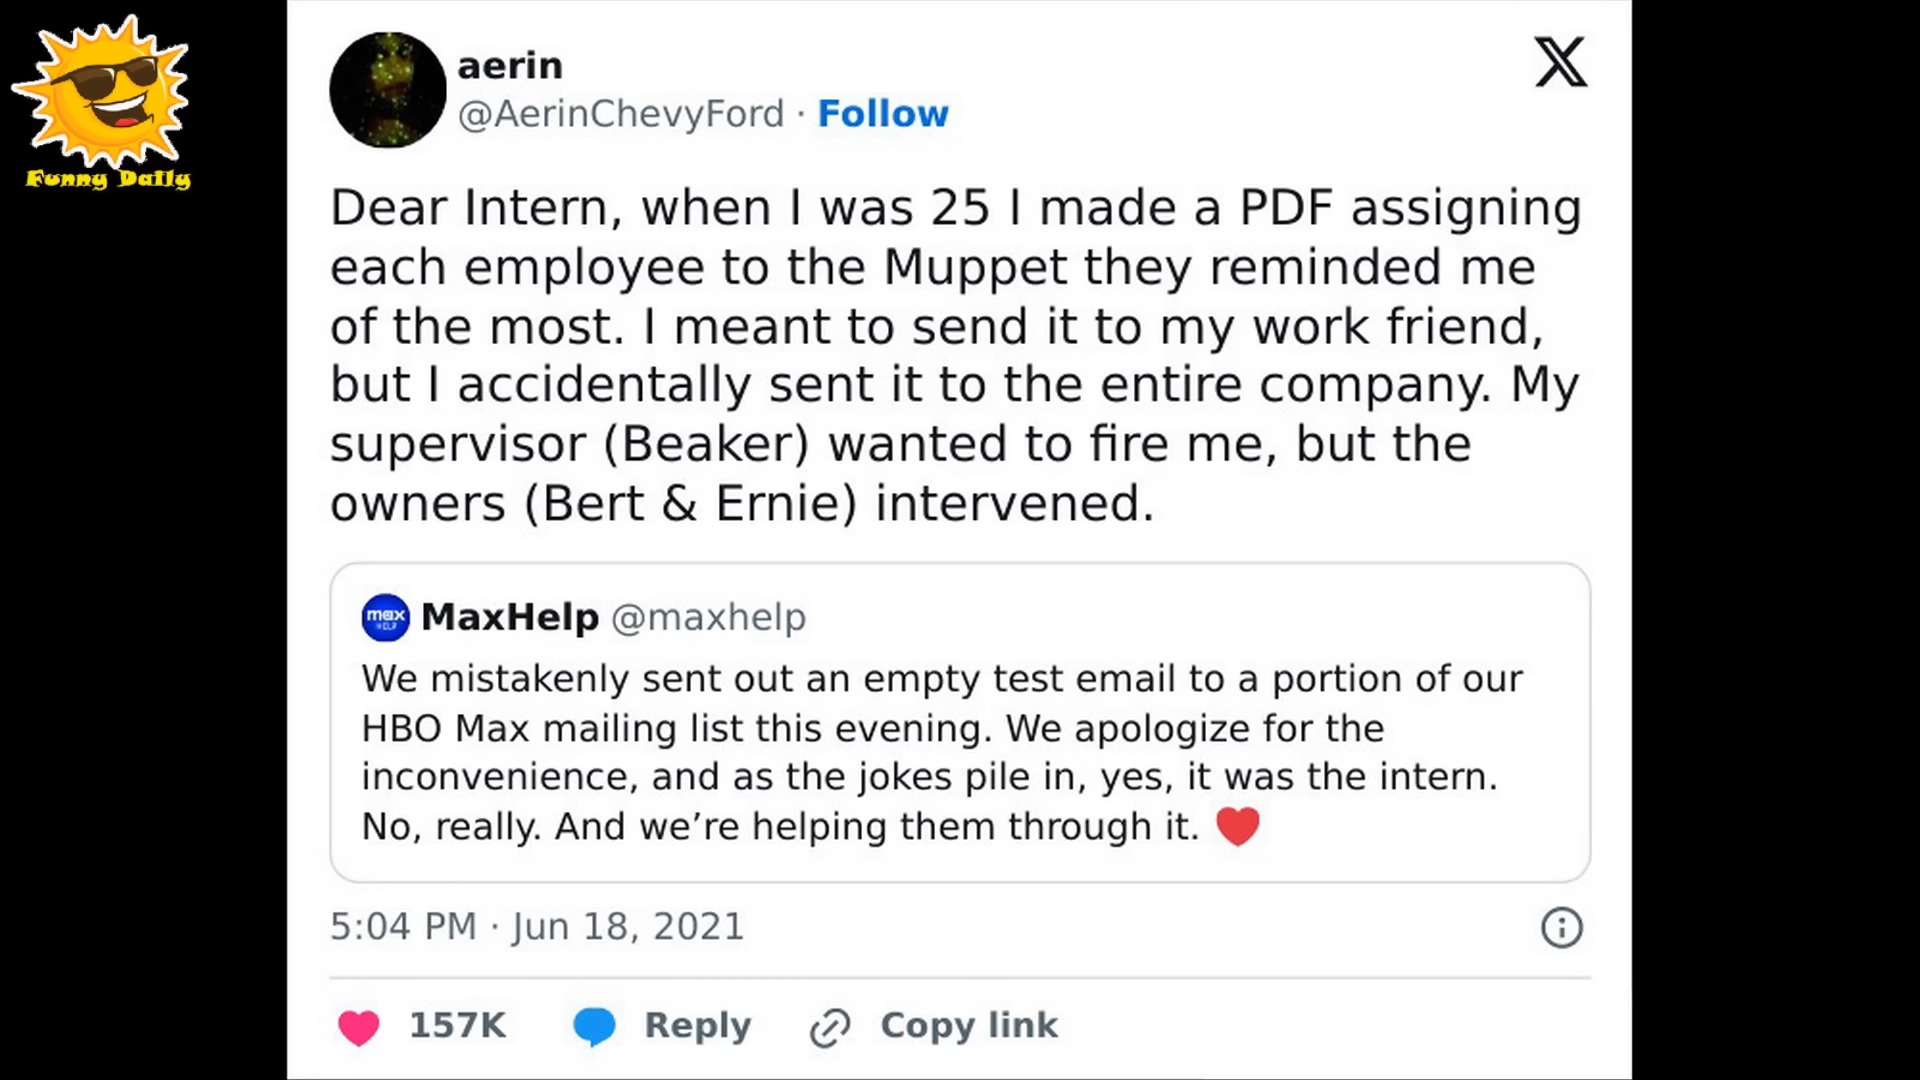 Funny Daily
aerin
@AerinChevyFord · Follow
Dear Intern, when I was 25 I made a PDF assigning
each employee to the Muppet they reminded me
of the most. I meant to send it to my work friend,
but I accidentally sent it to the entire company. My
supervisor (Beaker) wanted to fire me, but the
owners (Bert & Ernie) intervened.
max
HELP
MaxHelp @maxhelp
We mistakenly sent out an empty test email to a portion of our
HBO Max mailing list this evening. We apologize for the
inconvenience, and as the jokes pile in, yes, it was the intern.
No, really. And we’re helping them through it. ❤️
5:04 PM · Jun 18, 2021
157K Reply Copy link